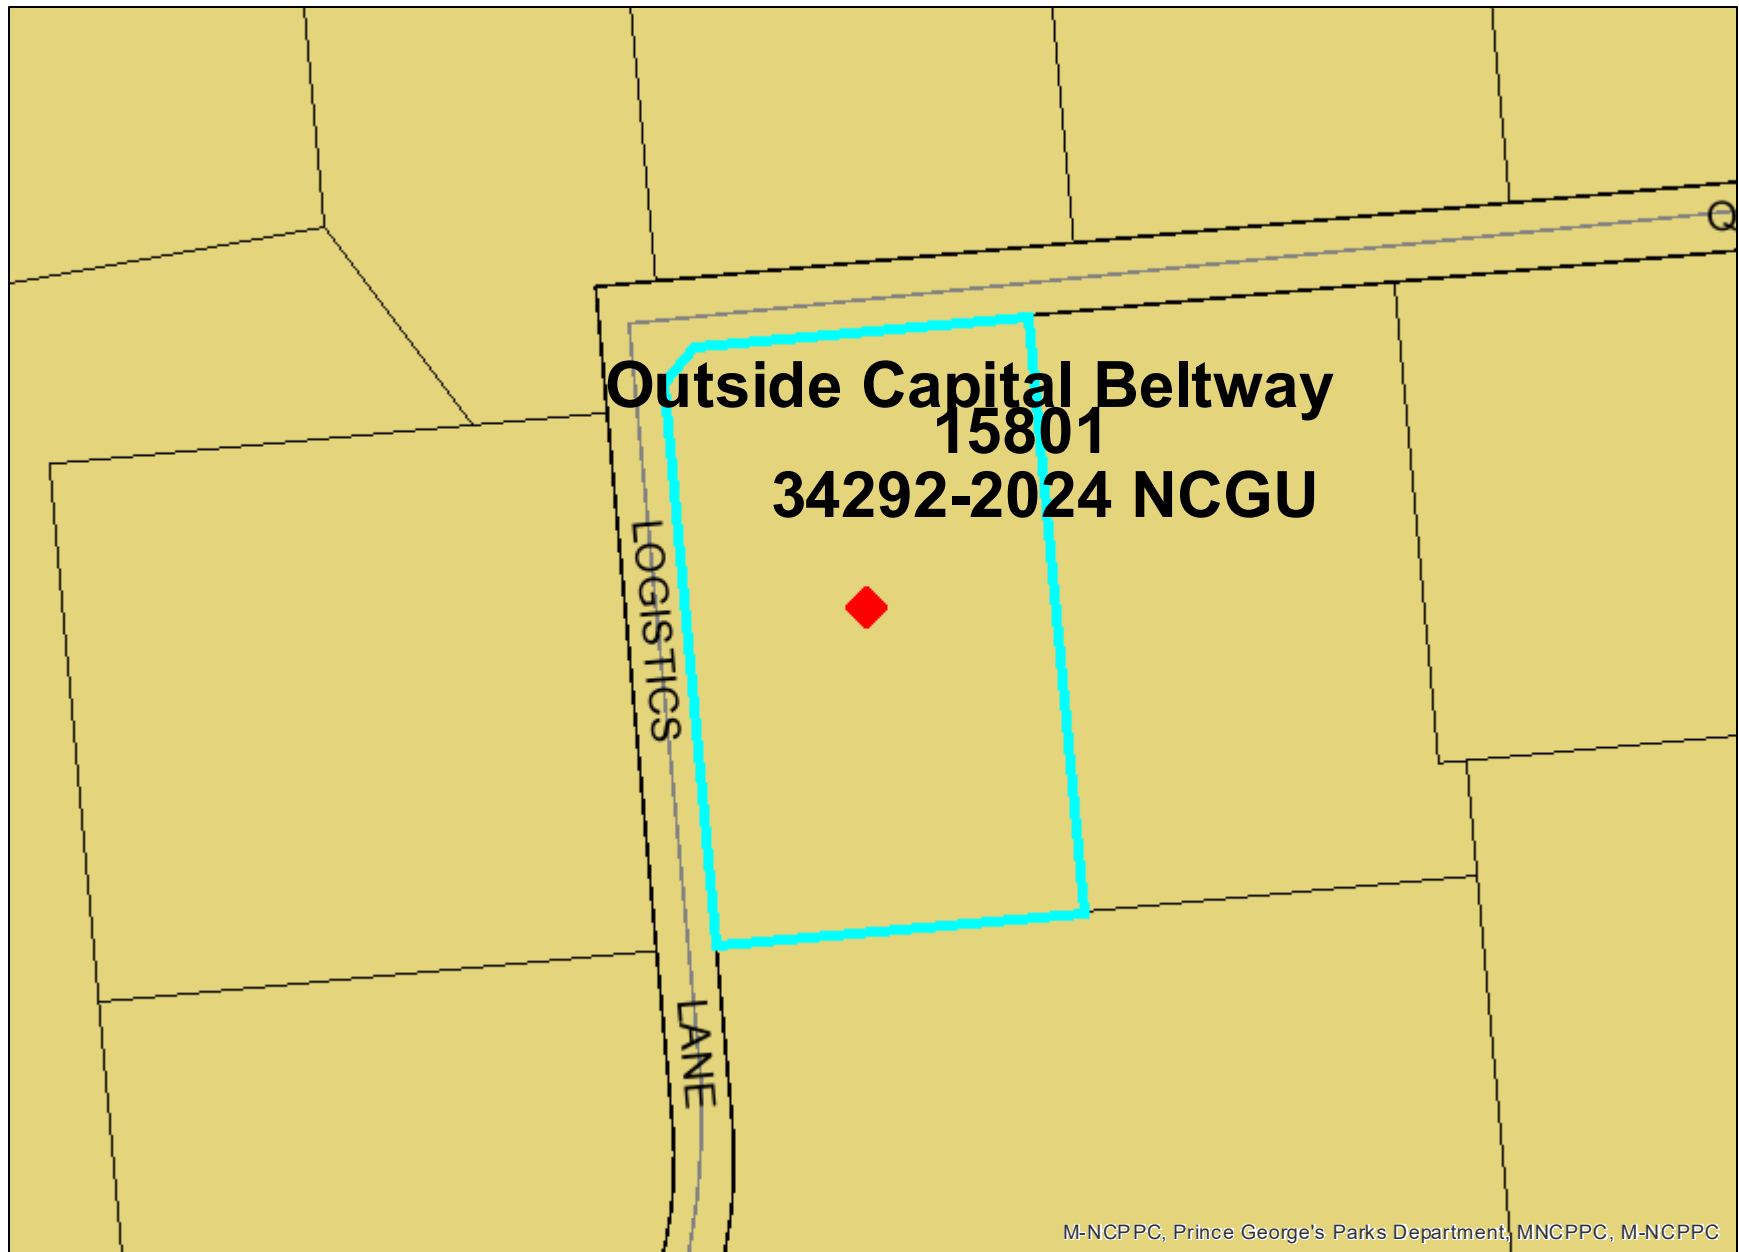 Q
Outside Capital Beltway
15801
34292-2024 NCGU
LOGISTICS
LANE
M-NCPPC, Prince George's Parks Department, MNCPPC, M-NCPPC